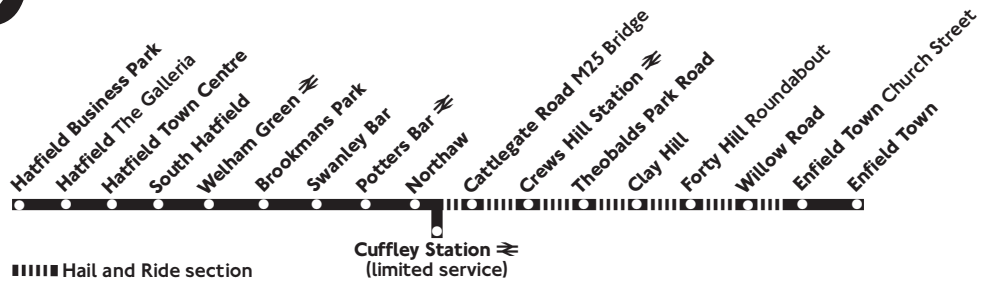 Hatfield Business Park
Hatfield The Galleria
Hatfield Town Centre
South Hatfield
Welham Green
Brookmans Park
Swanley Bar
Potters Bar
Northaw
Cattlegate Road M25 Bridge
Crews Hill Station
Theobalds Park Road
Clay Hill
Forty Hill Roundabout
Willow Road
Enfield Town Church Street
Enfield Town
Cuffley Station
(limited service)
Hail and Ride section